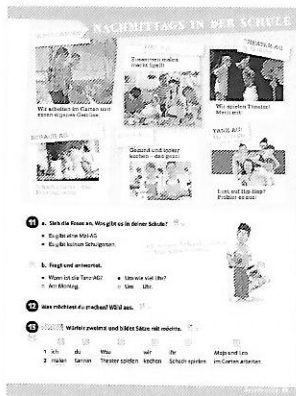 NACHMITTAGS IN DER SCHULE
THEATER-AG
Zusammen malen
macht Spaß!
Wir arbeiten im Garten und
essen eigenes Gemüse.
Wir spielen Theater!
Mach mit!
TANZ-AG
Gesund und lecker
kochen – das geht!
Lust auf Hip-Hop?
Probier es aus!
11 a. Sieh die Fotos an. Was gibt es in deiner Schule?
• Es gibt eine Mal-AG.
• Es gibt keinen Schulgarten.
b. Fragt und antwortet.
• Wann ist die Tanz-AG? • Um wie viel Uhr?
○ Am Montag. ○ Um Uhr.
12 Was möchtest du machen? Wähl aus.
13 Würfelt zweimal und bildet Sätze mit möchte.
1 ich du Mia wir ihr Maja und Leo
2 malen tanzen Theater spielen kochen Schach spielen im Garten arbeiten